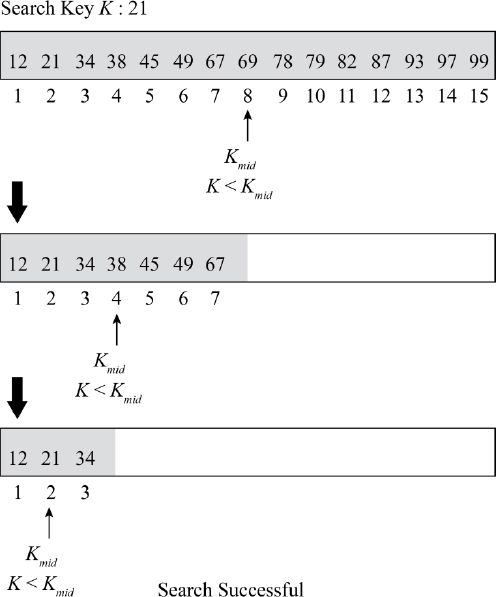 Search Key K : 21
12 21 34 38 45 49 67 69 78 79 82 87 93 97 99
1 2 3 4 5 6 7 8 9 10 11 12 13 14 15
Kmid
K < Kmid
12 21 34 38 45 49 67
1 2 3 4 5 6 7
Kmid
K < Kmid
12 21 34
1 2 3
Kmid
K < Kmid
Search Successful